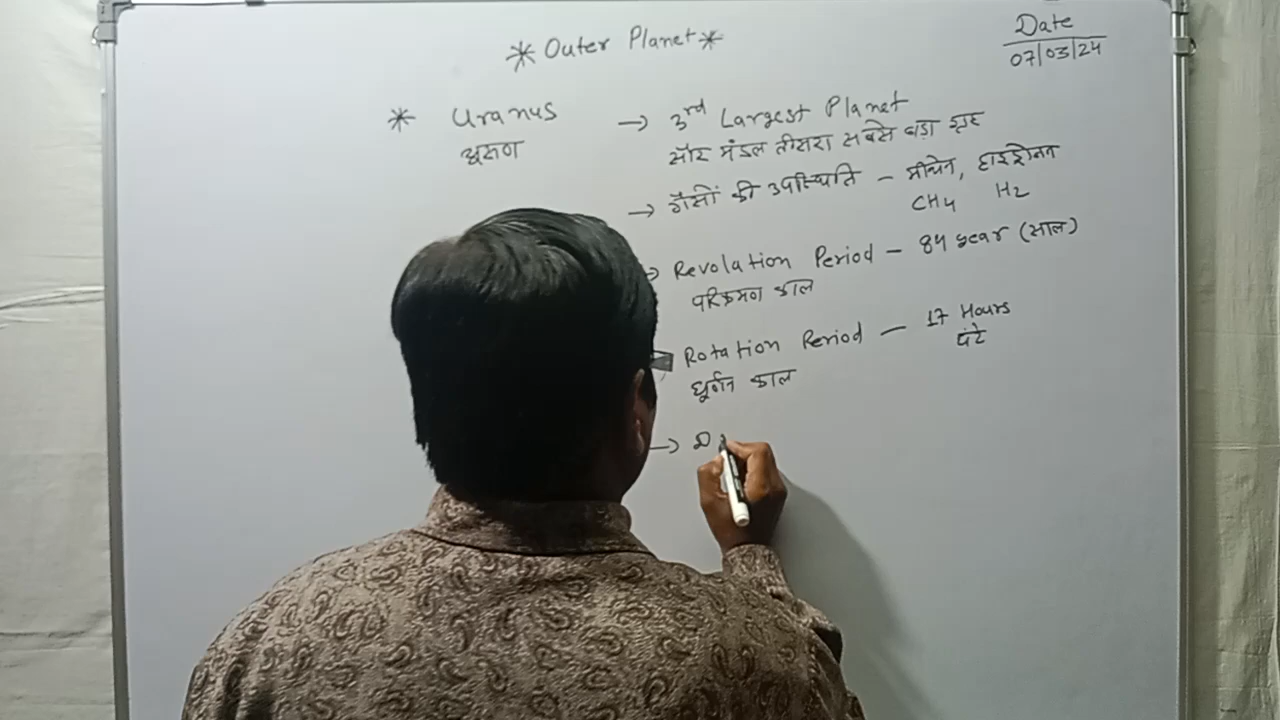 * Outer Planet *
Date
07/03/24
* Uranus
अरुण
→ 3rd Largest Planet
सौर मंडल तीसरा सबसे बड़ा ग्रह
→ गैसों की उपस्थिति - मीथेन, हाइड्रोजन
CH4 H2
→ Revolation Period - 84 year (साल)
परिक्रमण काल
Rotation Period - 17 Hours
घूर्णन काल घंटे
→ D